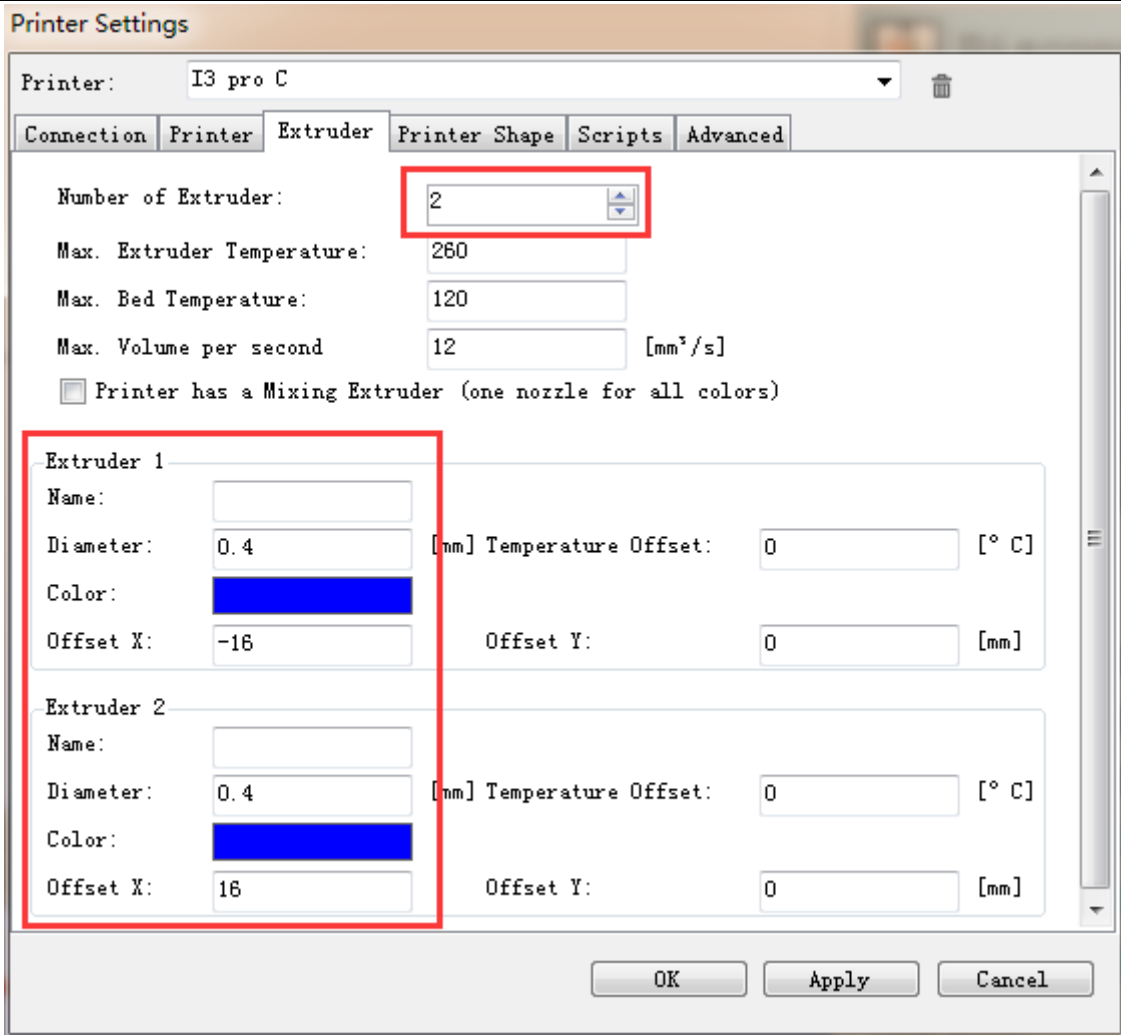 Printer Settings
Printer: I3 pro C
Connection Printer Extruder Printer Shape Scripts Advanced
Number of Extruder: 2
Max. Extruder Temperature: 260
Max. Bed Temperature: 120
Max. Volume per second 12 [mm³/s]
Printer has a Mixing Extruder (one nozzle for all colors)
Extruder 1
Name:
Diameter: 0.4 [mm] Temperature Offset: 0 [° C]
Color:
Offset X: -16 Offset Y: 0 [mm]
Extruder 2
Name:
Diameter: 0.4 [mm] Temperature Offset: 0 [° C]
Color:
Offset X: 16 Offset Y: 0 [mm]
OK Apply Cancel